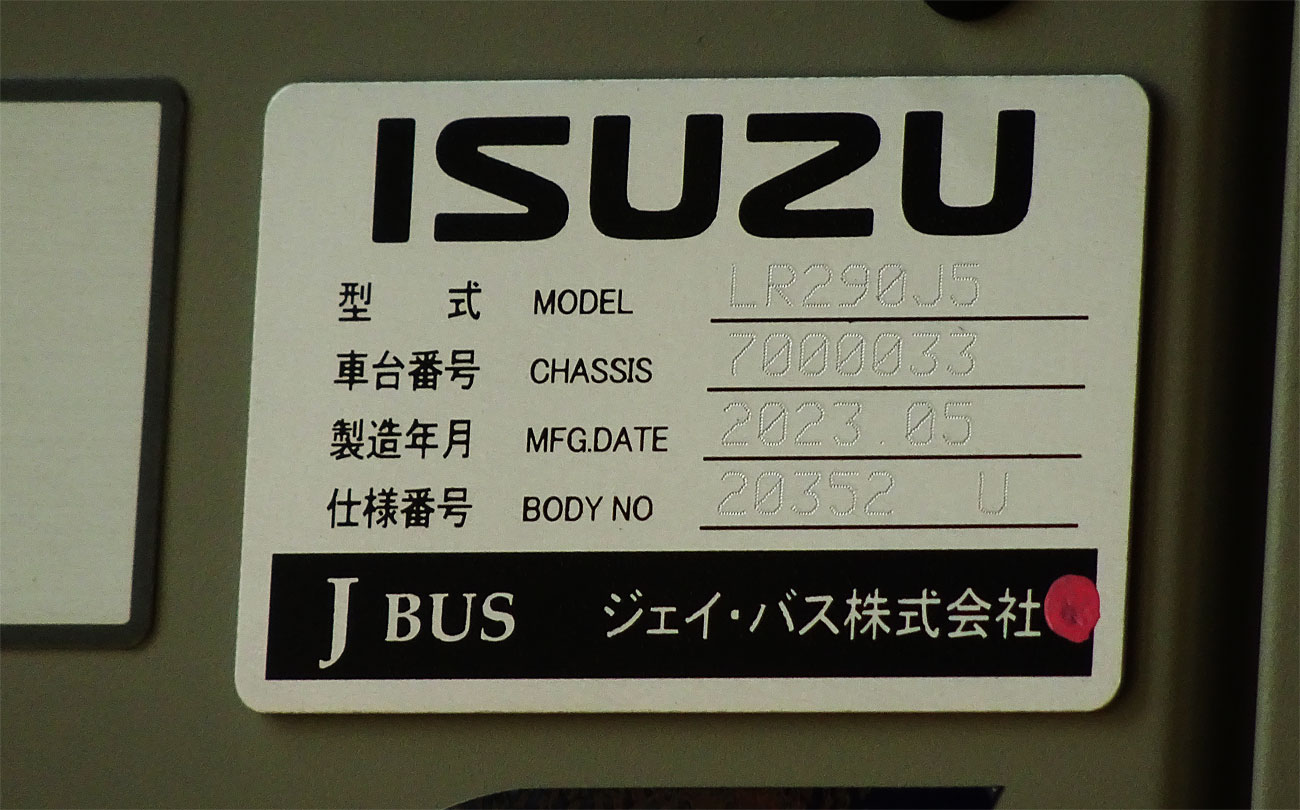 ISUZU
型 式 MODEL LR290J5
車台番号 CHASSIS 7000033
製造年月 MFG.DATE 2023.05
仕様番号 BODY NO 20352 U
J BUS ジェイ・バス株式会社